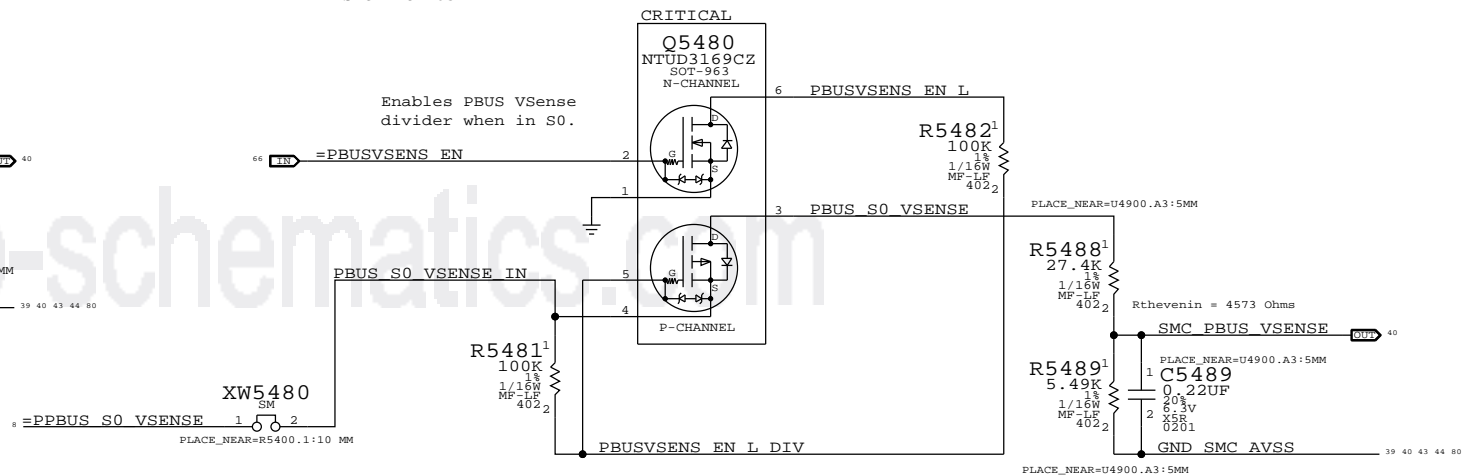 CRITICAL
Q5480
NTUD3169CZ
SOT-963
N-CHANNEL
6 PBUSVSENS_EN_L
Enables PBUS VSense
divider when in S0.
R5482 1
100K
1%
1/16W
MF-LF
402 2
40
66 IN =PBUSVSENS_EN 2
D
G
S
1
3 PBUS_S0_VSENSE
PLACE_NEAR=U4900.A3:5MM
D
G
S
R5488 1
27.4K
1%
1/16W
MF-LF
402 2
Rthevenin = 4573 Ohms
-schematics.com
MM
PBUS_S0_VSENSE_IN 5
39 40 43 44 80
4
P-CHANNEL
SMC_PBUS_VSENSE OUT 40
R5481 1
100K
1%
1/16W
MF-LF
402 2
PLACE_NEAR=U4900.A3:5MM
R5489 1
5.49K
1%
1/16W
MF-LF
402 2
1 C5489
0.22UF
20%
6.3V
2 X5R
0201
XW5480
SM
8 =PPBUS_S0_VSENSE 1 2
PLACE_NEAR=R5400.1:10 MM
PBUSVSENS_EN_L_DIV
GND_SMC_AVSS 39 40 43 44 80
PLACE_NEAR=U4900.A3:5MM